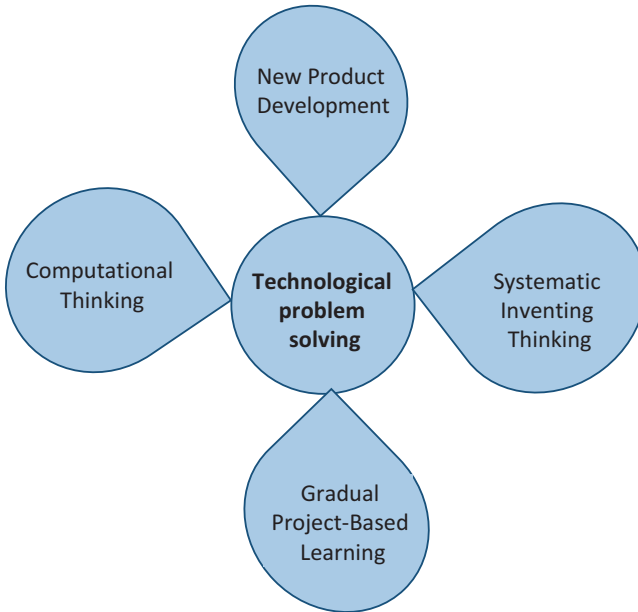 New Product
Development
Computational
Thinking
Technological
problem
solving
Systematic
Inventing
Thinking
Gradual
Project-Based
Learning